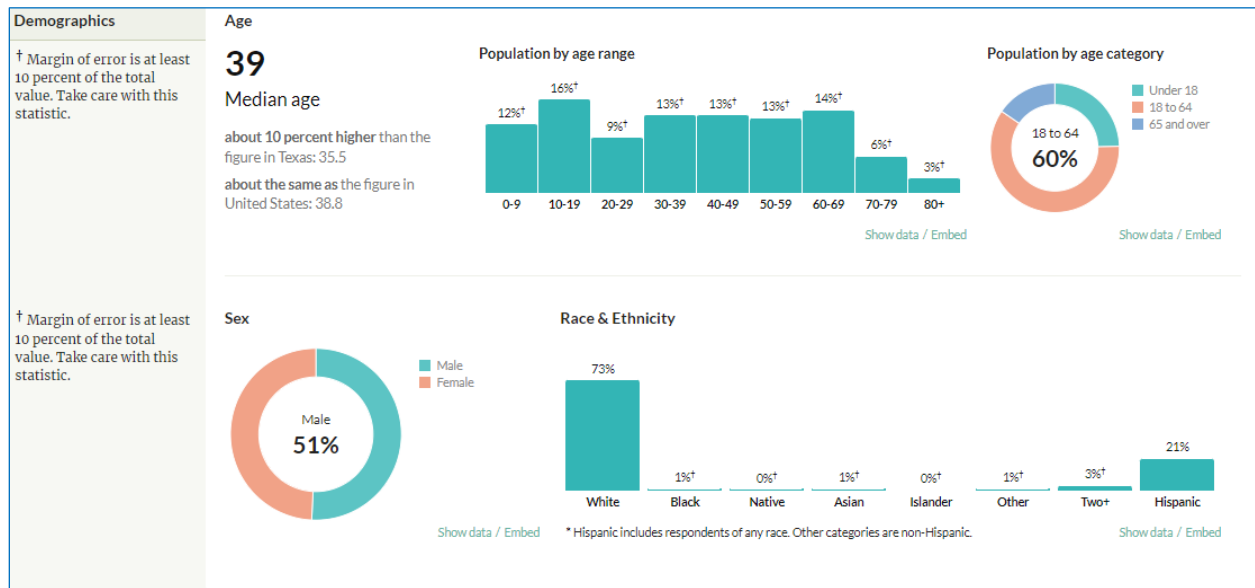 Demographics
† Margin of error is at least
10 percent of the total
value. Take care with this
statistic.
Age
39
Median age
about 10 percent higher than the
figure in Texas: 35.5
about the same as the figure in
United States: 38.8
Population by age range
12%† 16%† 9%† 13%† 13%† 13%† 14%† 6%† 3%†
0-9 10-19 20-29 30-39 40-49 50-59 60-69 70-79 80+
Show data / Embed
Population by age category
Under 18
18 to 64
65 and over
18 to 64
60%
Show data / Embed
† Margin of error is at least
10 percent of the total
value. Take care with this
statistic.
Sex
Male
Female
Male
51%
Show data / Embed
Race & Ethnicity
73% 1%† 0%† 1%† 0%† 1%† 3%† 21%
White Black Native Asian Islander Other Two+ Hispanic
* Hispanic includes respondents of any race. Other categories are non-Hispanic.
Show data / Embed